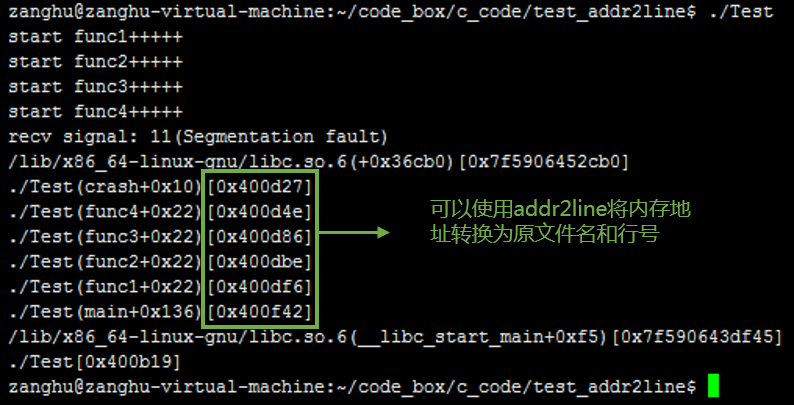 zanghu@zanghu-virtual-machine:~/code_box/c_code/test_addr2line$ ./Test
start func1+++++
start func2+++++
start func3+++++
start func4+++++
recv signal: 11(Segmentation fault)
/lib/x86_64-linux-gnu/libc.so.6(+0x36cb0)[0x7f5906452cb0]
./Test(crash+0x10)[0x400d27]
./Test(func4+0x22)[0x400d4e]
./Test(func3+0x22)[0x400d86]
./Test(func2+0x22)[0x400dbe]
./Test(func1+0x22)[0x400df6]
./Test(main+0x136)[0x400f42]
/lib/x86_64-linux-gnu/libc.so.6(__libc_start_main+0xf5)[0x7f590643df45]
./Test[0x400b19]
zanghu@zanghu-virtual-machine:~/code_box/c_code/test_addr2line$
可以使用addr2line将内存地
址转换为原文件名和行号